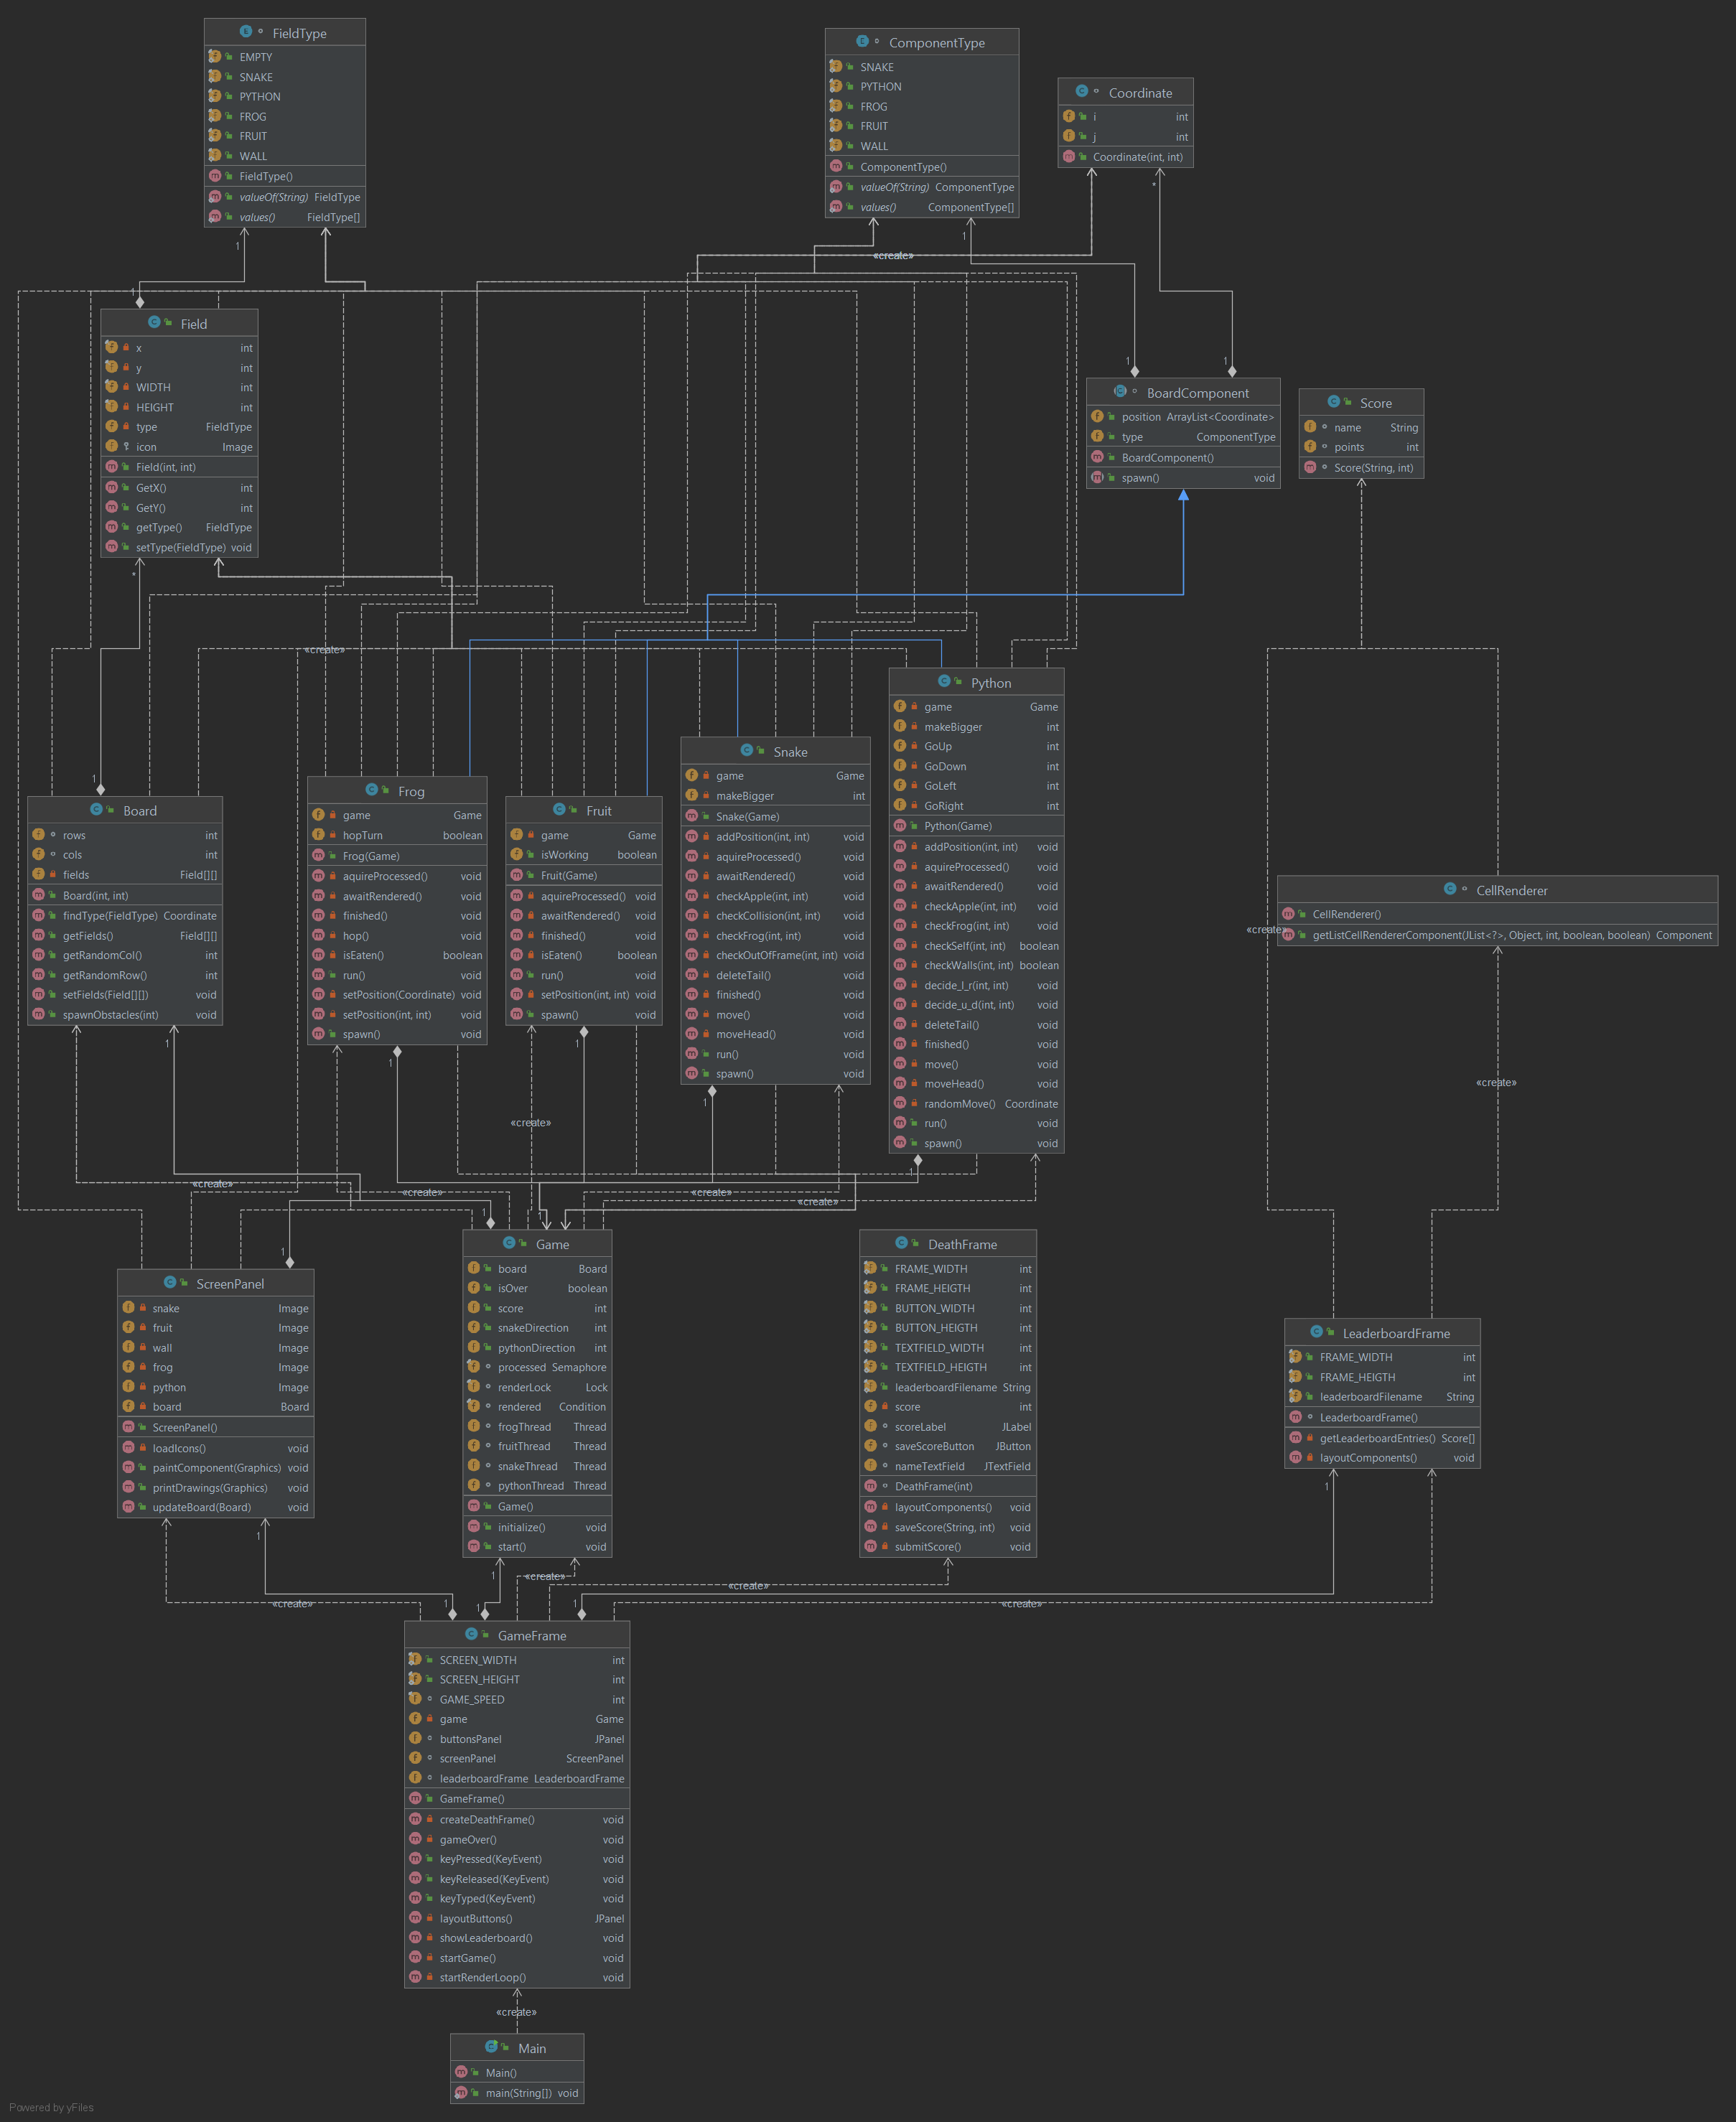 FieldType
EMPTY
SNAKE
PYTHON
FROG
FRUIT
WALL
FieldType()
valueOf(String) FieldType
values() FieldType[]
ComponentType
SNAKE
PYTHON
FROG
FRUIT
WALL
ComponentType()
valueOf(String) ComponentType
values() ComponentType[]
Coordinate
i int
j int
Coordinate(int, int)
*
1
1
«create»
1
Field
x int
y int
WIDTH int
HEIGHT int
type FieldType
icon Image
Field(int, int)
GetX() int
GetY() int
getType() FieldType
setType(FieldType) void
1
1
BoardComponent
position ArrayList<Coordinate>
type ComponentType
BoardComponent()
spawn() void
Score
name String
points int
Score(String, int)
*
«create»
Python
game Game
makeBigger int
GoUp int
GoDown int
GoLeft int
GoRight int
Python(Game)
addPosition(int, int) void
aquireProcessed() void
awaitRendered() void
checkApple(int, int) void
checkFrog(int, int) void
checkSelf(int, int) boolean
checkWalls(int, int) boolean
decide_l_r(int, int) void
decide_u_d(int, int) void
deleteTail() void
finished() void
move() void
moveHead() void
randomMove() Coordinate
run() void
spawn() void
Snake
game Game
makeBigger int
Snake(Game)
addPosition(int, int) void
aquireProcessed() void
awaitRendered() void
checkApple(int, int) void
checkCollision(int, int) void
checkFrog(int, int) void
checkOutOfFrame(int, int) void
deleteTail() void
finished() void
move() void
moveHead() void
run() void
spawn() void
1
Board
rows int
cols int
fields Field[][]
Board(int, int)
findType(FieldType) Coordinate
getFields() Field[][]
getRandomCol() int
getRandomRow() int
setFields(Field[][]) void
spawnObstacles(int) void
Frog
game Game
hopTurn boolean
Frog(Game)
aquireProcessed() void
awaitRendered() void
finished() void
hop() void
isEaten() boolean
run() void
setPosition(Coordinate) void
setPosition(int, int) void
spawn() void
Fruit
game Game
isWorking boolean
Fruit(Game)
aquireProcessed() void
awaitRendered() void
finished() void
isEaten() boolean
run() void
setPosition(int, int) void
spawn() void
CellRenderer
CellRenderer()
getListCellRendererComponent(JList<?>, Object, int, boolean, boolean) Component
«create»
«create»
1
1
1
1
«create»
1
«create»
«create»
«create»
«create»
1
1
1
Game
board Board
isOver boolean
score int
snakeDirection int
pythonDirection int
processed Semaphore
renderLock Lock
rendered Condition
frogThread Thread
fruitThread Thread
snakeThread Thread
pythonThread Thread
Game()
initialize() void
start() void
DeathFrame
FRAME_WIDTH int
FRAME_HEIGTH int
BUTTON_WIDTH int
BUTTON_HEIGTH int
TEXTFIELD_WIDTH int
TEXTFIELD_HEIGTH int
leaderboardFilename String
score int
scoreLabel JLabel
saveScoreButton JButton
nameTextField JTextField
DeathFrame(int)
layoutComponents() void
saveScore(String, int) void
submitScore() void
ScreenPanel
snake Image
fruit Image
wall Image
frog Image
python Image
board Board
ScreenPanel()
loadIcons() void
paintComponent(Graphics) void
printDrawings(Graphics) void
updateBoard(Board) void
LeaderboardFrame
FRAME_WIDTH int
FRAME_HEIGTH int
leaderboardFilename String
LeaderboardFrame()
getLeaderboardEntries() Score[]
layoutComponents() void
1
1
1
«create»
«create»
«create»
«create»
1
1
1
GameFrame
SCREEN_WIDTH int
SCREEN_HEIGHT int
GAME_SPEED int
game Game
buttonsPanel JPanel
screenPanel ScreenPanel
leaderboardFrame LeaderboardFrame
GameFrame()
createDeathFrame() void
gameOver() void
keyPressed(KeyEvent) void
keyReleased(KeyEvent) void
keyTyped(KeyEvent) void
layoutButtons() JPanel
showLeaderboard() void
startGame() void
startRenderLoop() void
«create»
Main
Main()
main(String[]) void
Powered by yFiles